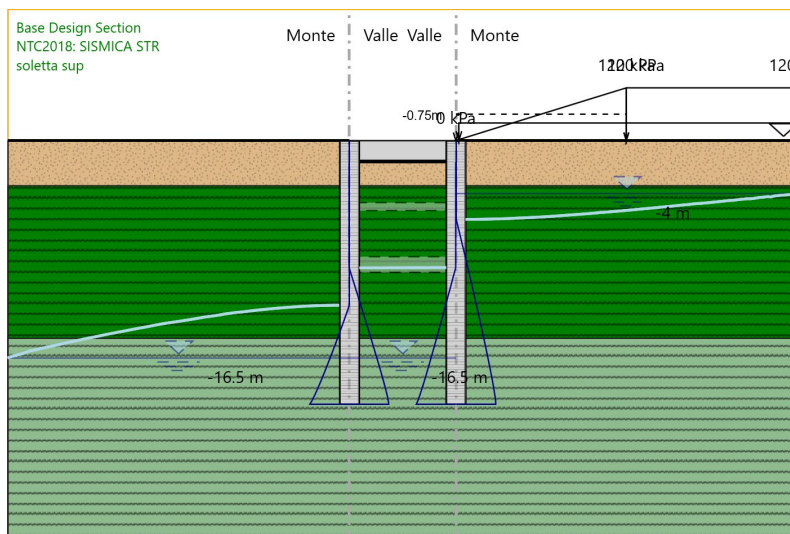 Base Design Section
NTC2018: SISMICA STR
soletta sup
Monte
Valle
Valle
Monte
-0.75m
0 kPa
-4 m
-16.5 m
-16.5 m